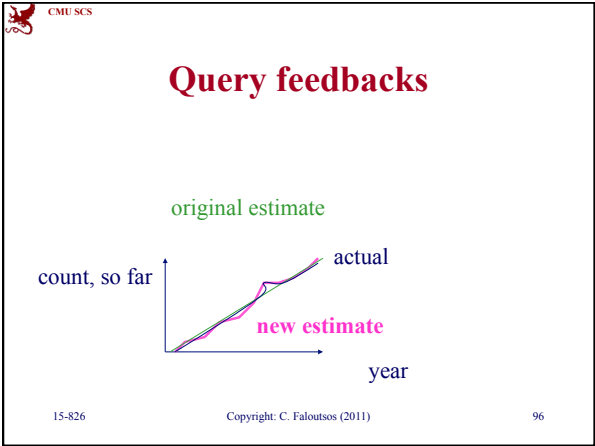 CMU SCS
Query feedbacks
original estimate
actual
count, so far
new estimate
year
15-826 Copyright: C. Faloutsos (2011) 96